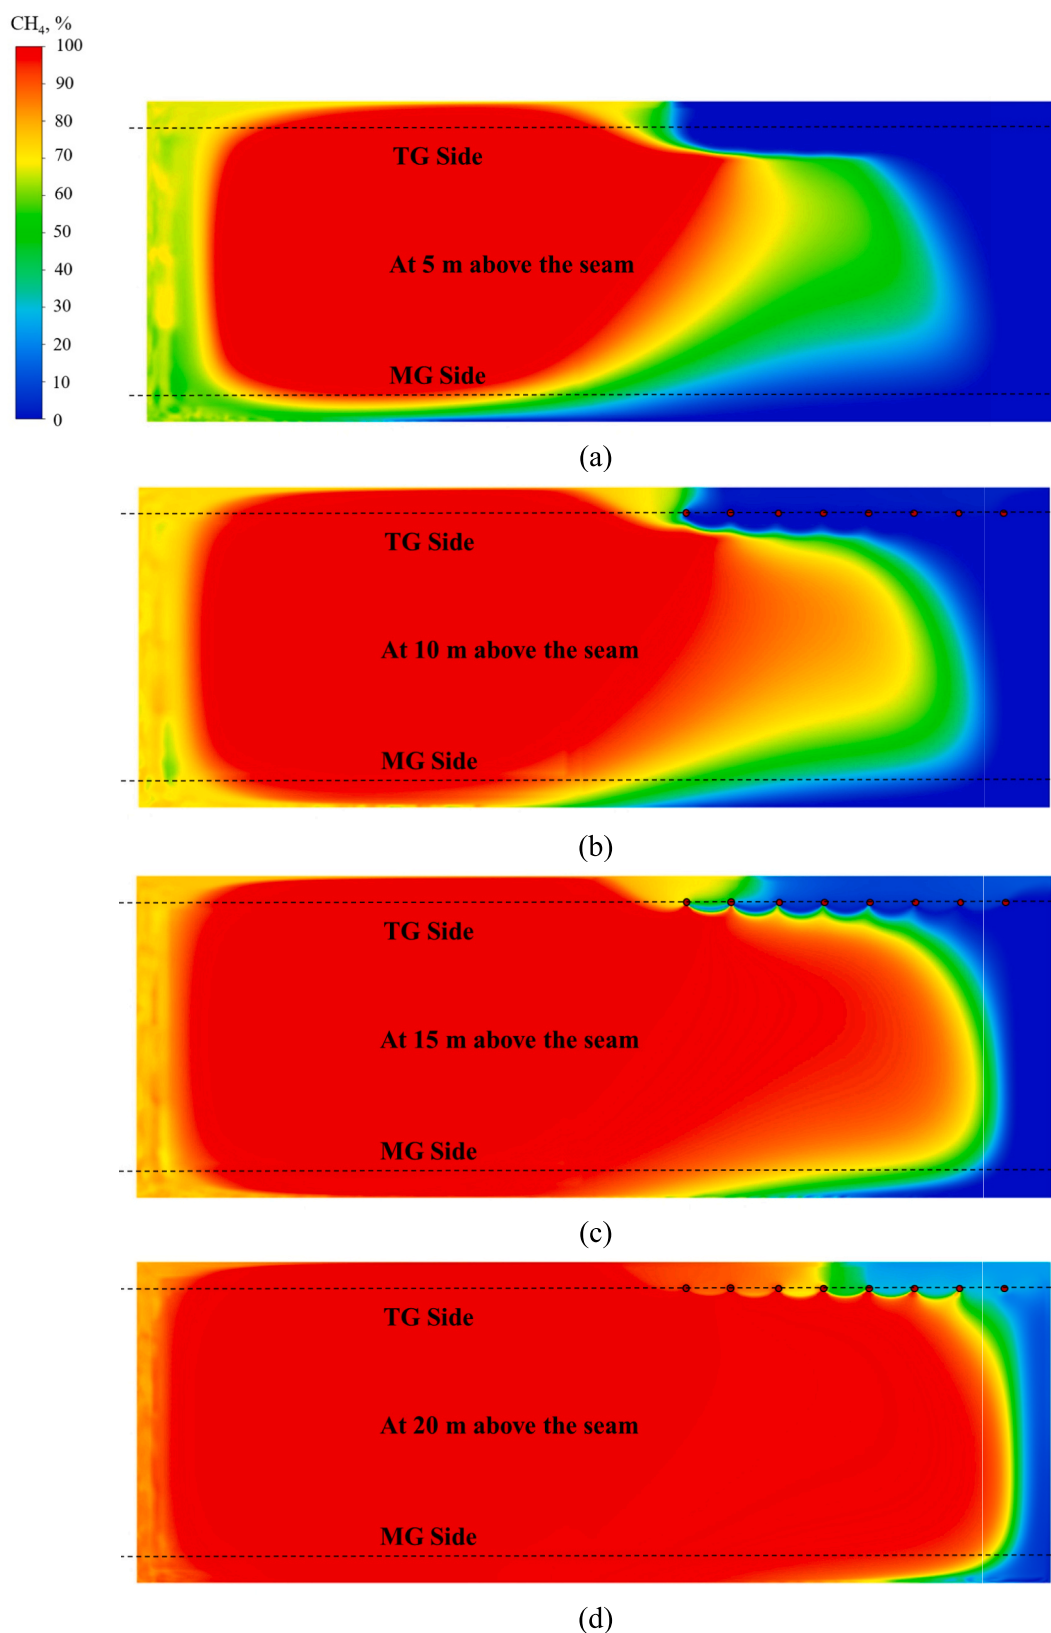 CH4, %
100
90
80
70
60
50
40
30
20
10
0
TG Side
At 5 m above the seam
MG Side
(a)
TG Side
At 10 m above the seam
MG Side
(b)
TG Side
At 15 m above the seam
MG Side
(c)
TG Side
At 20 m above the seam
MG Side
(d)